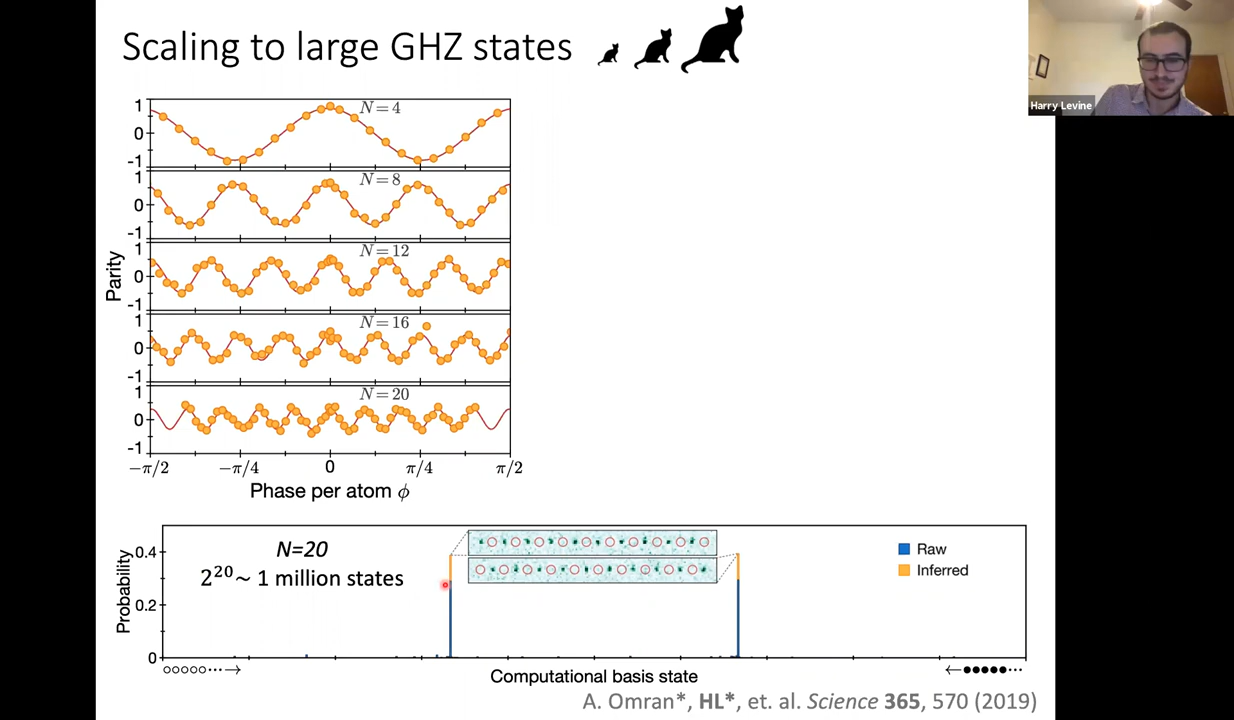 Scaling to large GHZ states
Harry Levine
N=4
1
0
-1
N=8
1
0
-1
N=12
1
0
-1
N=16
1
0
-1
N=20
1
0
-1
Parity
−π/2
−π/4
0
π/4
π/2
Phase per atom ϕ
N=20
2²⁰~ 1 million states
Raw
Inferred
0.4
0.2
0
Probability
Computational basis state
A. Omran*, HL*, et. al. Science 365, 570 (2019)